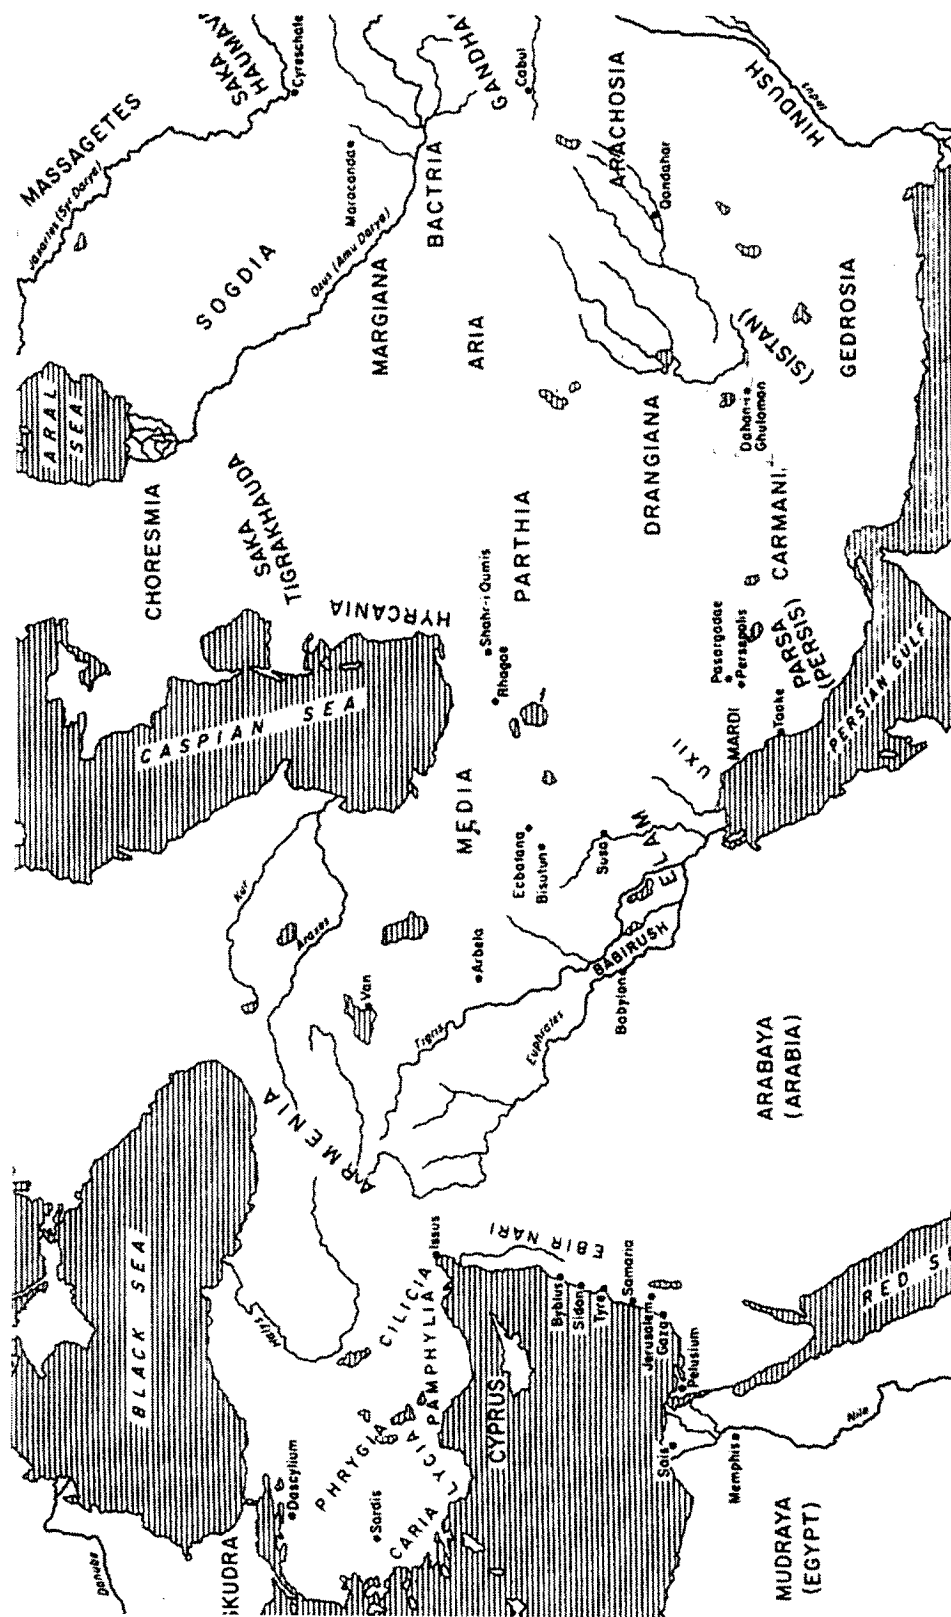 SKUDRA
Danube
BLACK SEA
Dascylium
PHRYGIA
Sardis
CARIA
LYCIA
PAMPHYLIA
CILICIA
Issus
Halys
CYPRUS
ARMENIA
EBIR NARI
Byblus
Sidon
Tyre
Samaria
Jerusalem
Gaza
Pelusium
Sais
Memphis
Nile
MUDRAYA
(EGYPT)
RED
ARABAYA
(ARABIA)
Kur
Araxes
Van
Tigris
Euphrates
Arbela
BABIRUSH
Babylon
CASPIAN SEA
MEDIA
Ecbatana
Bisutun
Susa
ELAM
UXII
MARDI
Taoke
Pasargadae
Persepolis
PARSA
(PERSIS)
PERSIAN GULF
Rhagae
Shahr-i Qumis
HYRCANIA
PARTHIA
CHORESMIA
SAKA
TIGRAKHAUDA
ARAL
SEA
CARMANI
DRANGIANA
Dahan-i
Ghulaman
(SISTAN)
GEDROSIA
ARIA
MARGIANA
BACTRIA
SOGDIA
Oxus (Amu Darya)
Maracanda
Jaxartes (Syr Darya)
MASSAGETES
SAKA
HAUMAV
Cyreschate
GANDHA
Cabul
ARACHOSIA
Qandahar
HINDUSH
Indus